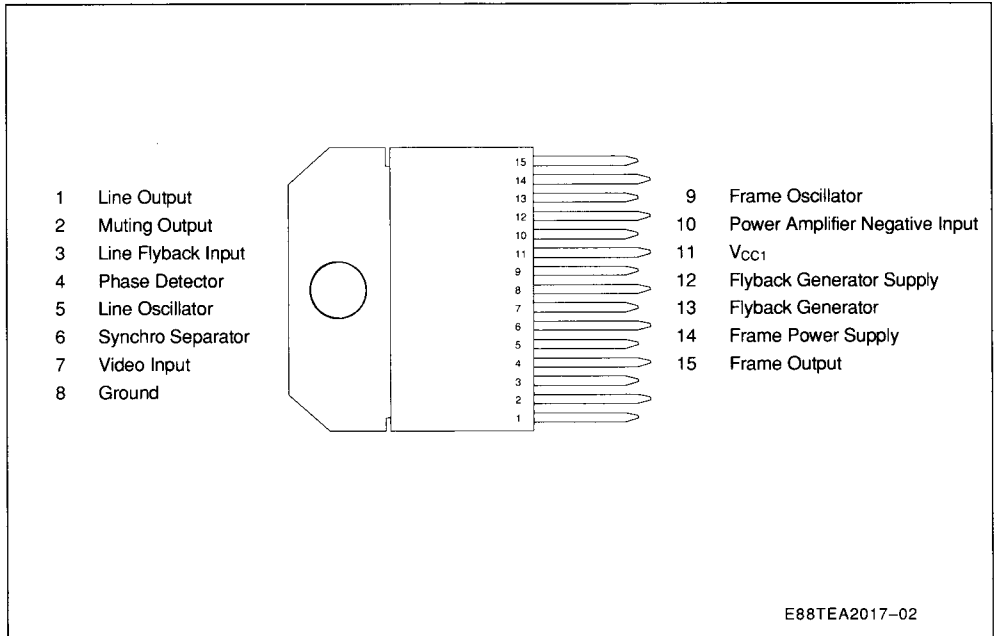 1 Line Output
2 Muting Output
3 Line Flyback Input
4 Phase Detector
5 Line Oscillator
6 Synchro Separator
7 Video Input
8 Ground
15
14
13
12
10
11
9
8
7
6
5
4
3
2
1
9 Frame Oscillator
10 Power Amplifier Negative Input
11 VCC1
12 Flyback Generator Supply
13 Flyback Generator
14 Frame Power Supply
15 Frame Output
E88TEA2017–02